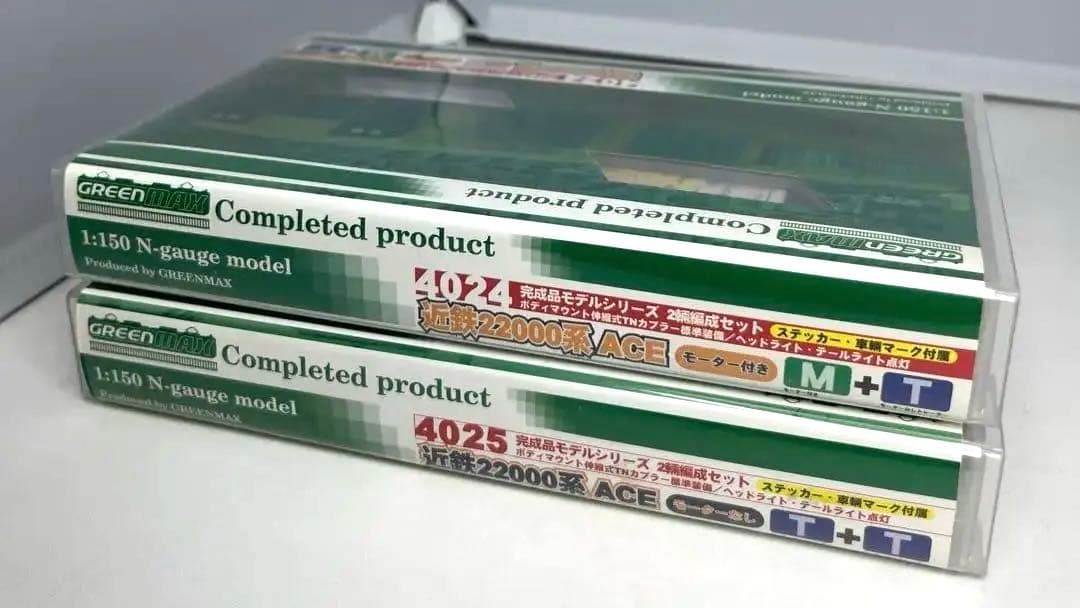 1:150 N gauge model
Completed product
GREENMAX
GREENMAX
Completed product
1:150 N-gauge model
Produced by GREENMAX
4024
完成品モデルシリーズ 2輛編成セット
ボディマウント伸縮式TNカプラー標準装備/ヘッドライト・テールライト点灯
ステッカー・車輛マーク付属
近鉄22000系 ACE
モーター付き
M+T
GREENMAX
Completed product
1:150 N-gauge model
Produced by GREENMAX
4025
完成品モデルシリーズ 2輛編成セット
ボディマウント伸縮式TNカプラー標準装備/ヘッドライト・テールライト点灯
ステッカー・車輛マーク付属
近鉄22000系 ACE
モーターなし
T+T